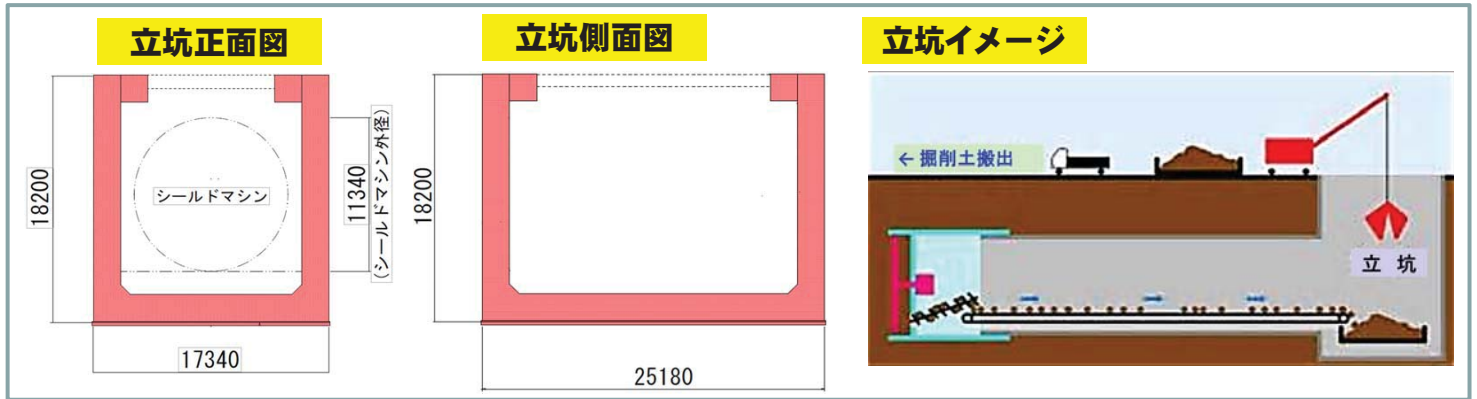 立坑正面図
18200
シールドマシン
11340
(シールドマシン外径)
17340
立坑側面図
18200
25180
立坑イメージ
← 掘削土搬出
立 坑